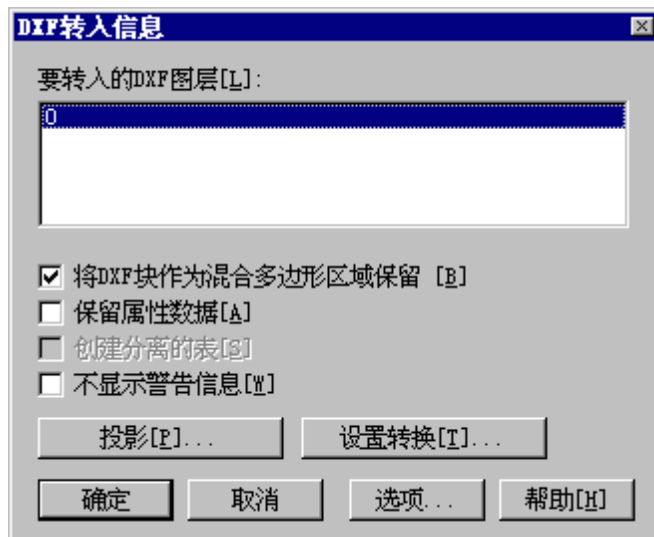 DXF转入信息
要转入的DXF图层[L]:
0
将DXF块作为混合多边形区域保留 [B]
保留属性数据[A]
创建分离的表[S]
不显示警告信息[W]
投影[P]... 设置转换[T]...
确定 取消 选项... 帮助[H]